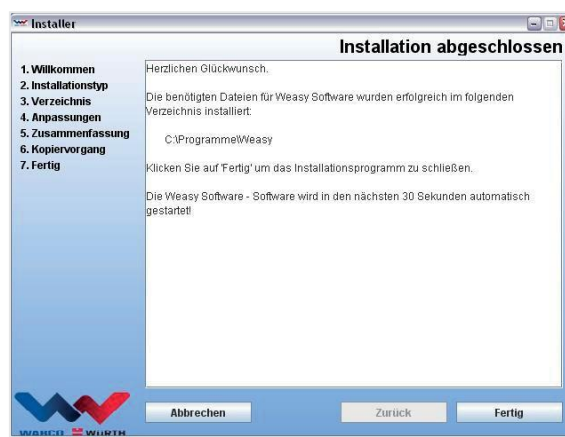 Installer
Installation abgeschlossen
1. Willkommen
2. Installationstyp
3. Verzeichnis
4. Anpassungen
5. Zusammenfassung
6. Kopiervorgang
7. Fertig
Herzlichen Glückwunsch.
Die benötigten Dateien für Weasy Software wurden erfolgreich im folgenden
Verzeichnis installiert:
C:\Programme\Weasy
Klicken Sie auf 'Fertig' um das Installationsprogramm zu schließen.
Die Weasy Software - Software wird in den nächsten 30 Sekunden automatisch
gestartet!
Abbrechen
Zurück
Fertig
WÜRTH